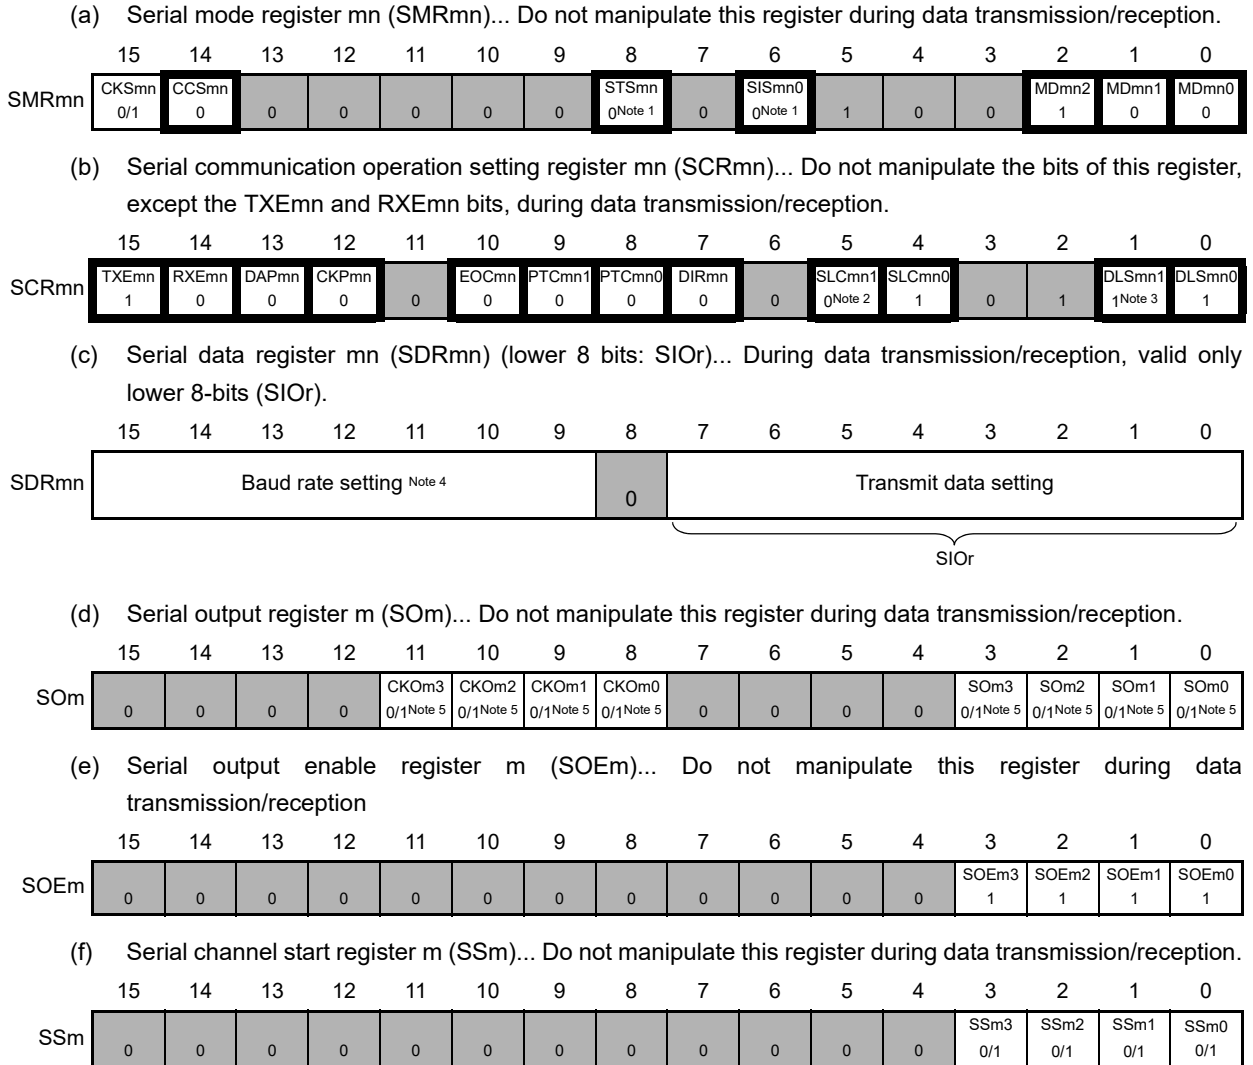 (a) Serial mode register mn (SMRmn)... Do not manipulate this register during data transmission/reception.
15 14 13 12 11 10 9 8 7 6 5 4 3 2 1 0
CKSmn CCSmn STSmn SISmn0 MDmn2 MDmn1 MDmn0
SMRmn
0/1 0 0 0 0 0 0 0Note 1 0 0Note 1 1 0 0 1 0 0
(b) Serial communication operation setting register mn (SCRmn)... Do not manipulate the bits of this register,
except the TXEmn and RXEmn bits, during data transmission/reception.
15 14 13 12 11 10 9 8 7 6 5 4 3 2 1 0
TXEmn RXEmn DAPmn CKPmn EOCmn PTCmn1 PTCmn0 DIRmn SLCmn1 SLCmn0 DLSmn1 DLSmn0
SCRmn
1 0 0 0 0 0 0 0 0 0 0Note 2 1 0 1 1Note 3 1
(c) Serial data register mn (SDRmn) (lower 8 bits: SIOr)... During data transmission/reception, valid only
lower 8-bits (SIOr).
15 14 13 12 11 10 9 8 7 6 5 4 3 2 1 0
SDRmn Baud rate setting Note 4 0 Transmit data setting
SIOr
(d) Serial output register m (SOm)... Do not manipulate this register during data transmission/reception.
15 14 13 12 11 10 9 8 7 6 5 4 3 2 1 0
CKOm3 CKOm2 CKOm1 CKOm0 SOm3 SOm2 SOm1 SOm0
SOm
0 0 0 0 0/1Note 5 0/1Note 5 0/1Note 5 0/1Note 5 0 0 0 0 0/1Note 5 0/1Note 5 0/1Note 5 0/1Note 5
(e) Serial output enable register m (SOEm)... Do not manipulate this register during data
transmission/reception
15 14 13 12 11 10 9 8 7 6 5 4 3 2 1 0
SOEm3 SOEm2 SOEm1 SOEm0
SOEm
0 0 0 0 0 0 0 0 0 0 0 0 1 1 1 1
(f) Serial channel start register m (SSm)... Do not manipulate this register during data transmission/reception.
15 14 13 12 11 10 9 8 7 6 5 4 3 2 1 0
SSm3 SSm2 SSm1 SSm0
SSm
0 0 0 0 0 0 0 0 0 0 0 0 0/1 0/1 0/1 0/1